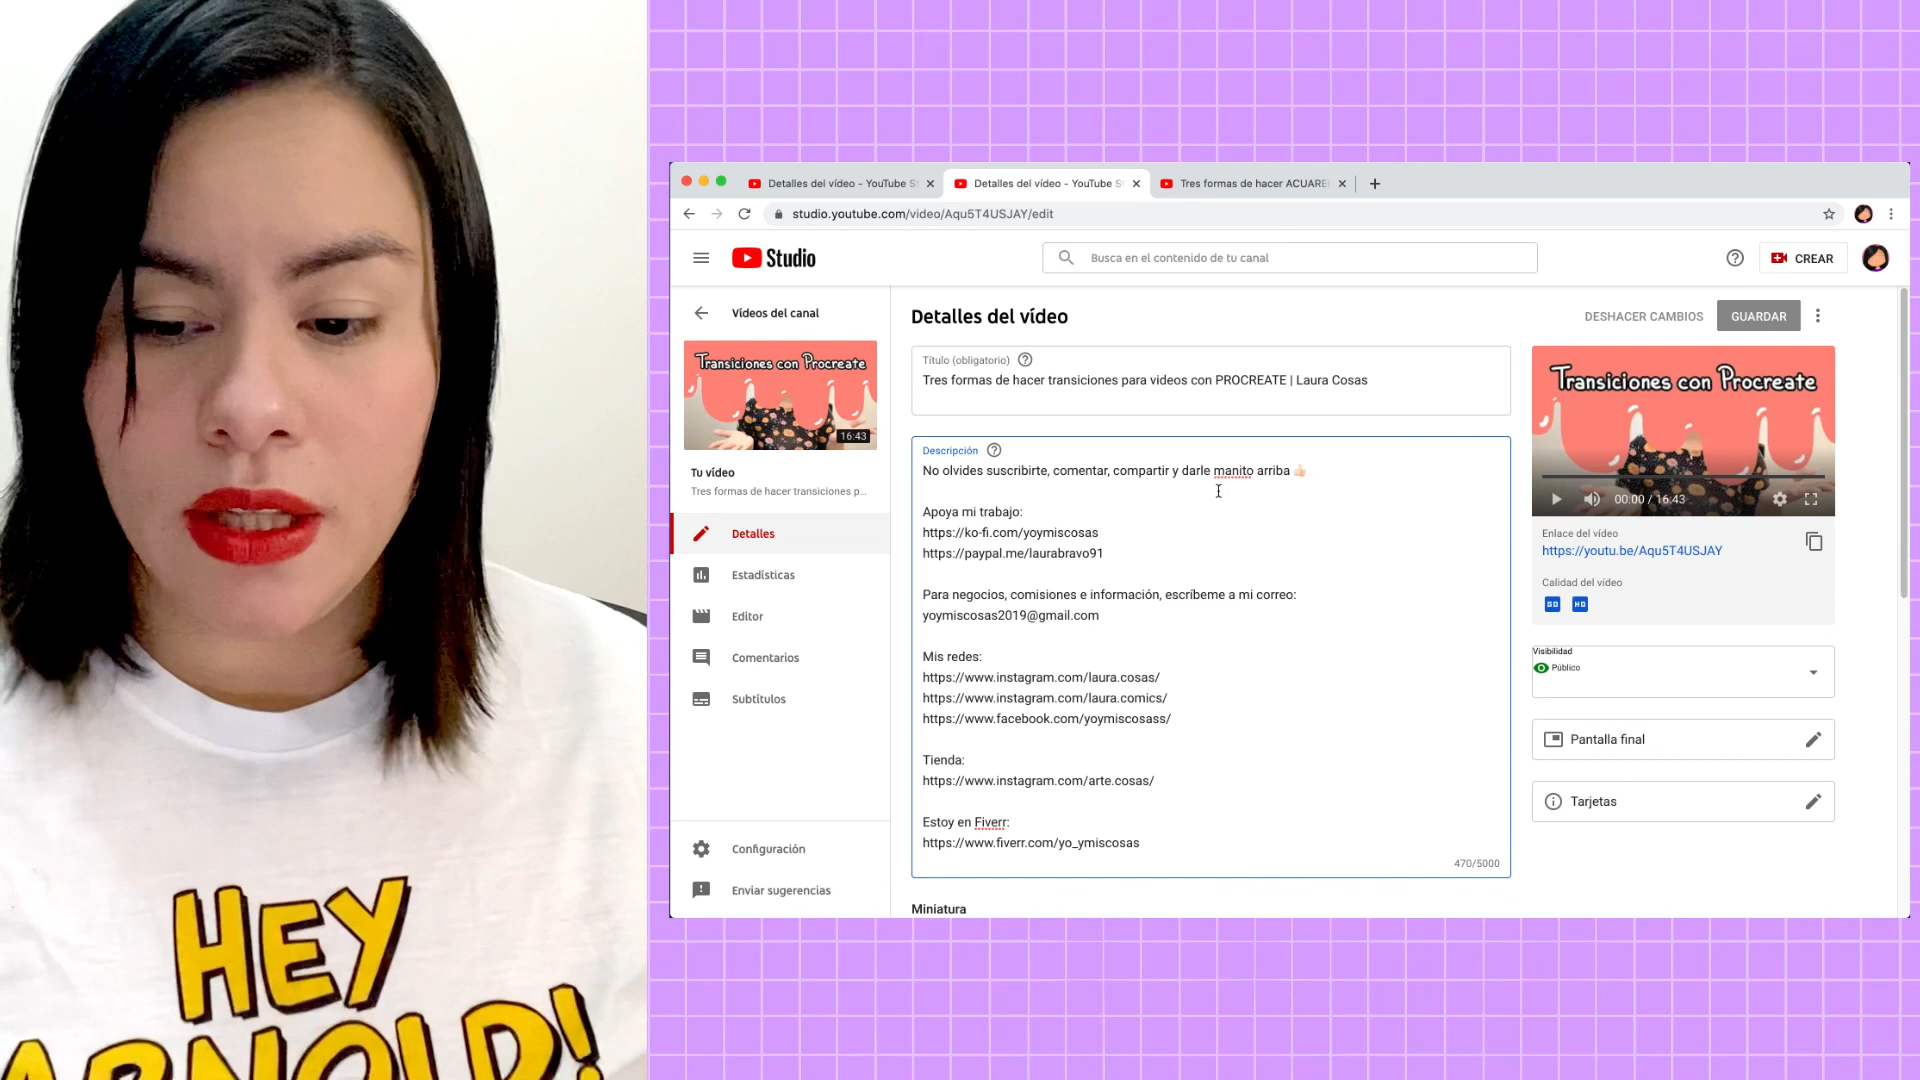 Detalles del vídeo - YouTube S
Detalles del vídeo - YouTube S
Tres formas de hacer ACUARE
studio.youtube.com/video/Aqu5T4USJAY/edit
Studio
Busca en el contenido de tu canal
CREAR
Vídeos del canal
Transiciones con Procreate
16:43
Tu vídeo
Tres formas de hacer transiciones p...
Detalles
Estadísticas
Editor
Comentarios
Subtítulos
Configuración
Enviar sugerencias
Detalles del vídeo
DESHACER CAMBIOS
GUARDAR
Título (obligatorio)
Tres formas de hacer transiciones para videos con PROCREATE | Laura Cosas
Descripción
No olvides suscribirte, comentar, compartir y darle manito arriba 👍🏻
Apoya mi trabajo:
https://ko-fi.com/yoymiscosas
https://paypal.me/laurabravo91
Para negocios, comisiones e información, escríbeme a mi correo:
yoymiscosas2019@gmail.com
Mis redes:
https://www.instagram.com/laura.cosas/
https://www.instagram.com/laura.comics/
https://www.facebook.com/yoymiscosass/
Tienda:
https://www.instagram.com/arte.cosas/
Estoy en Fiverr:
https://www.fiverr.com/yo_ymiscosas
470/5000
Miniatura
Transiciones con Procreate
00:00 / 16:43
Enlace del vídeo
https://youtu.be/Aqu5T4USJAY
Calidad del vídeo
SD HD
Visibilidad
Público
Pantalla final
Tarjetas
HEY
ARNOLD!